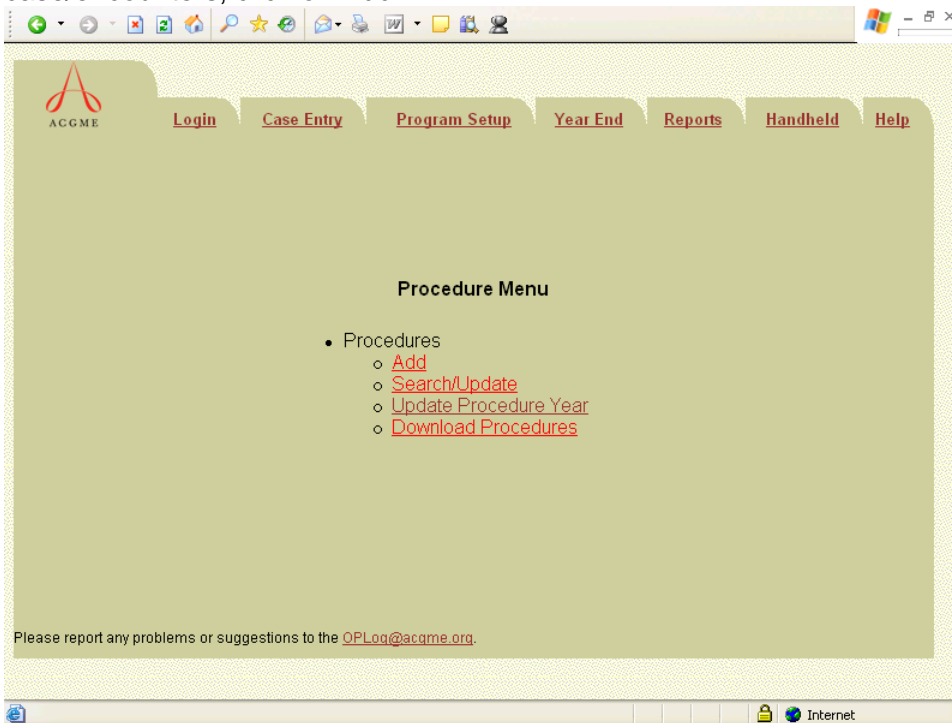 ACGME
Login Case Entry Program Setup Year End Reports Handheld Help
Procedure Menu
• Procedures
o Add
o Search/Update
o Update Procedure Year
o Download Procedures
Please report any problems or suggestions to the OPLog@acgme.org.
Internet